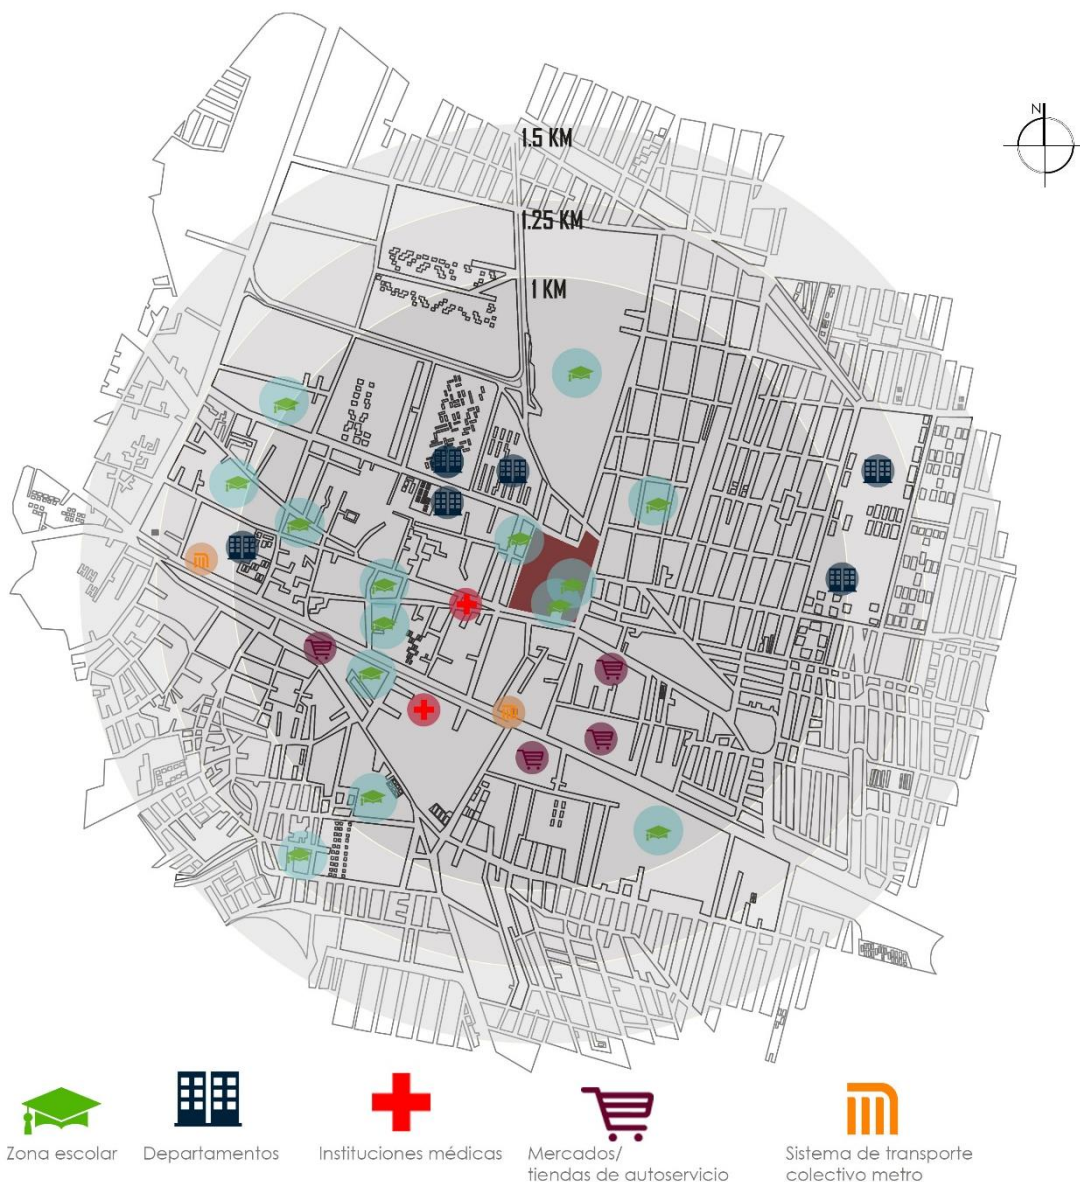 N
1.5 KM
1.25 KM
1 KM
Zona escolar
Departamentos
Instituciones médicas
Mercados/
tiendas de autoservicio
Sistema de transporte
colectivo metro